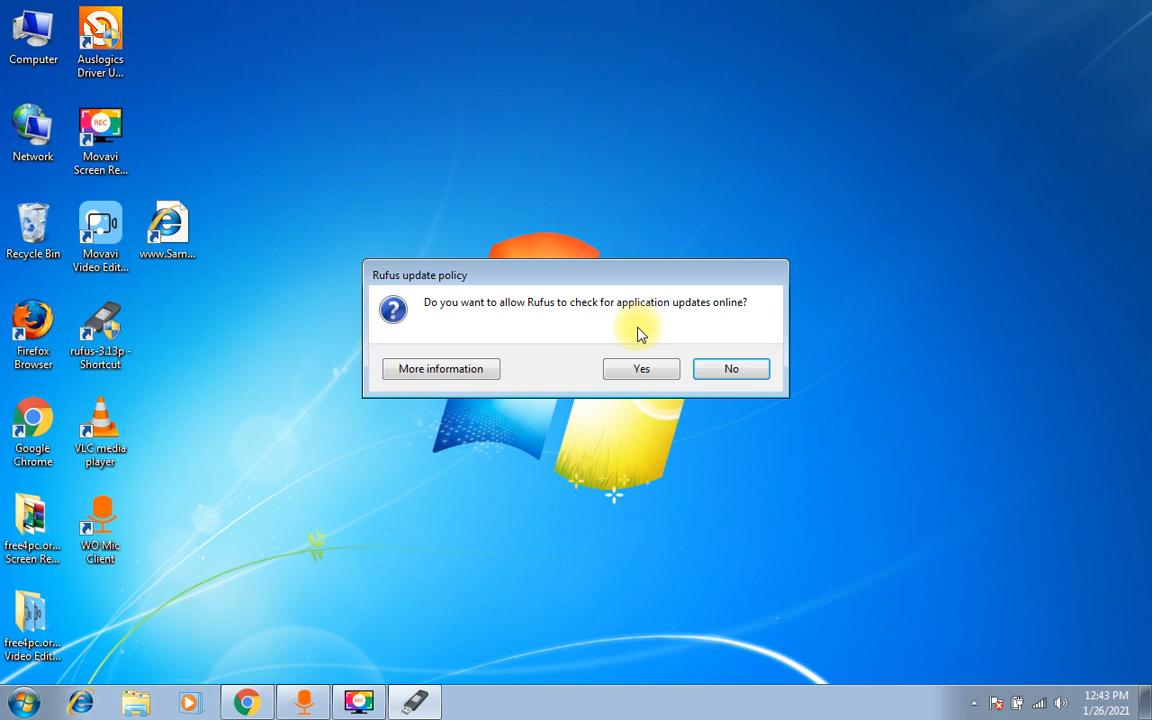 Computer
Auslogics
Driver U...
Network
REC
Movavi
Screen Re...
Recycle Bin
Movavi
Video Edit...
www.Sam...
Firefox
Browser
rufus-3.13p -
Shortcut
Google
Chrome
VLC media
player
free4pc.or...
Screen Re...
WO Mic
Client
free4pc.or...
Video Edit...
Rufus update policy
Do you want to allow Rufus to check for application updates online?
More information
Yes
No
REC
12:43 PM
1/26/2021